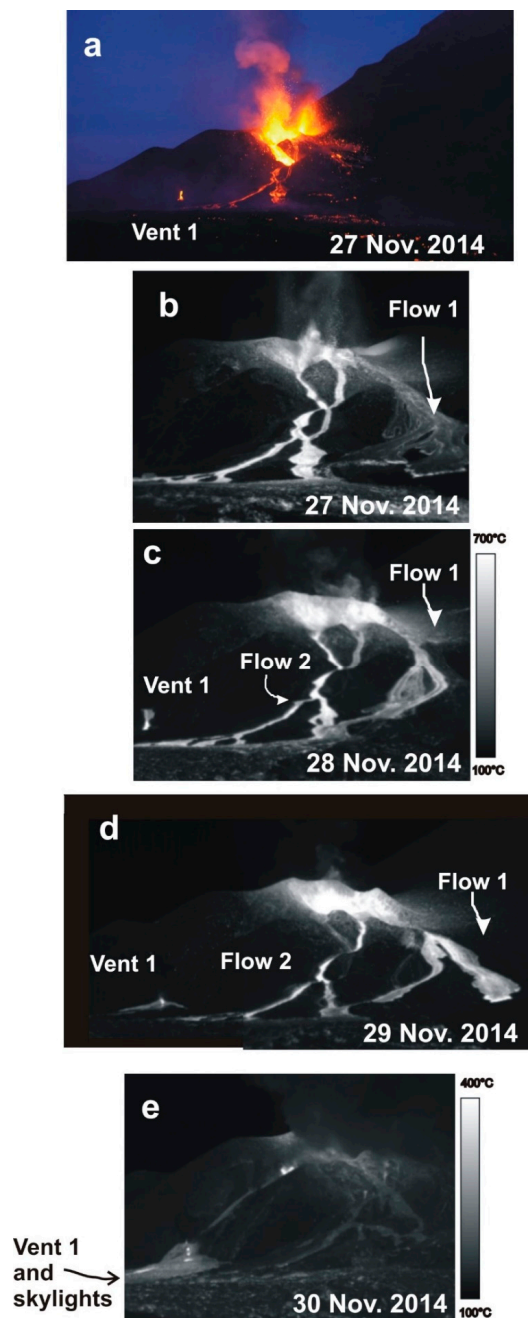 a
Vent 1
27 Nov. 2014
b
Flow 1
27 Nov. 2014
c
700°C
Flow 1
Flow 2
Vent 1
28 Nov. 2014
100°C
d
Flow 1
Vent 1
Flow 2
29 Nov. 2014
e
400°C
Vent 1
and
skylights
30 Nov. 2014
100°C